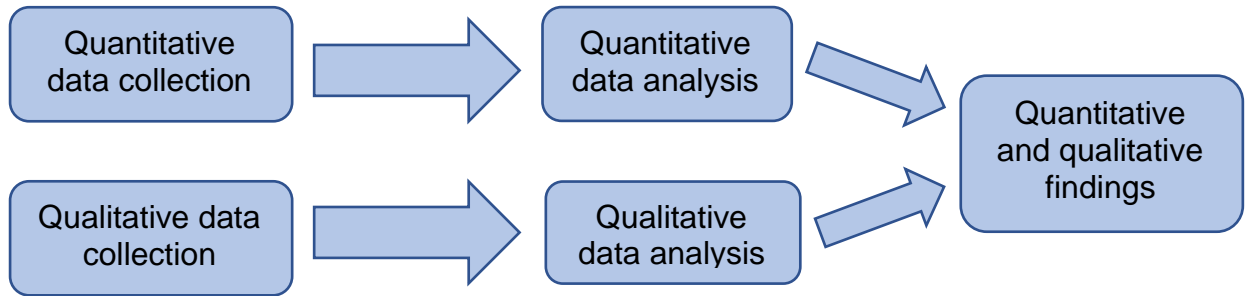 Quantitative
data collection
Quantitative
data analysis
Quantitative
and qualitative
findings
Qualitative data
collection
Qualitative
data analysis